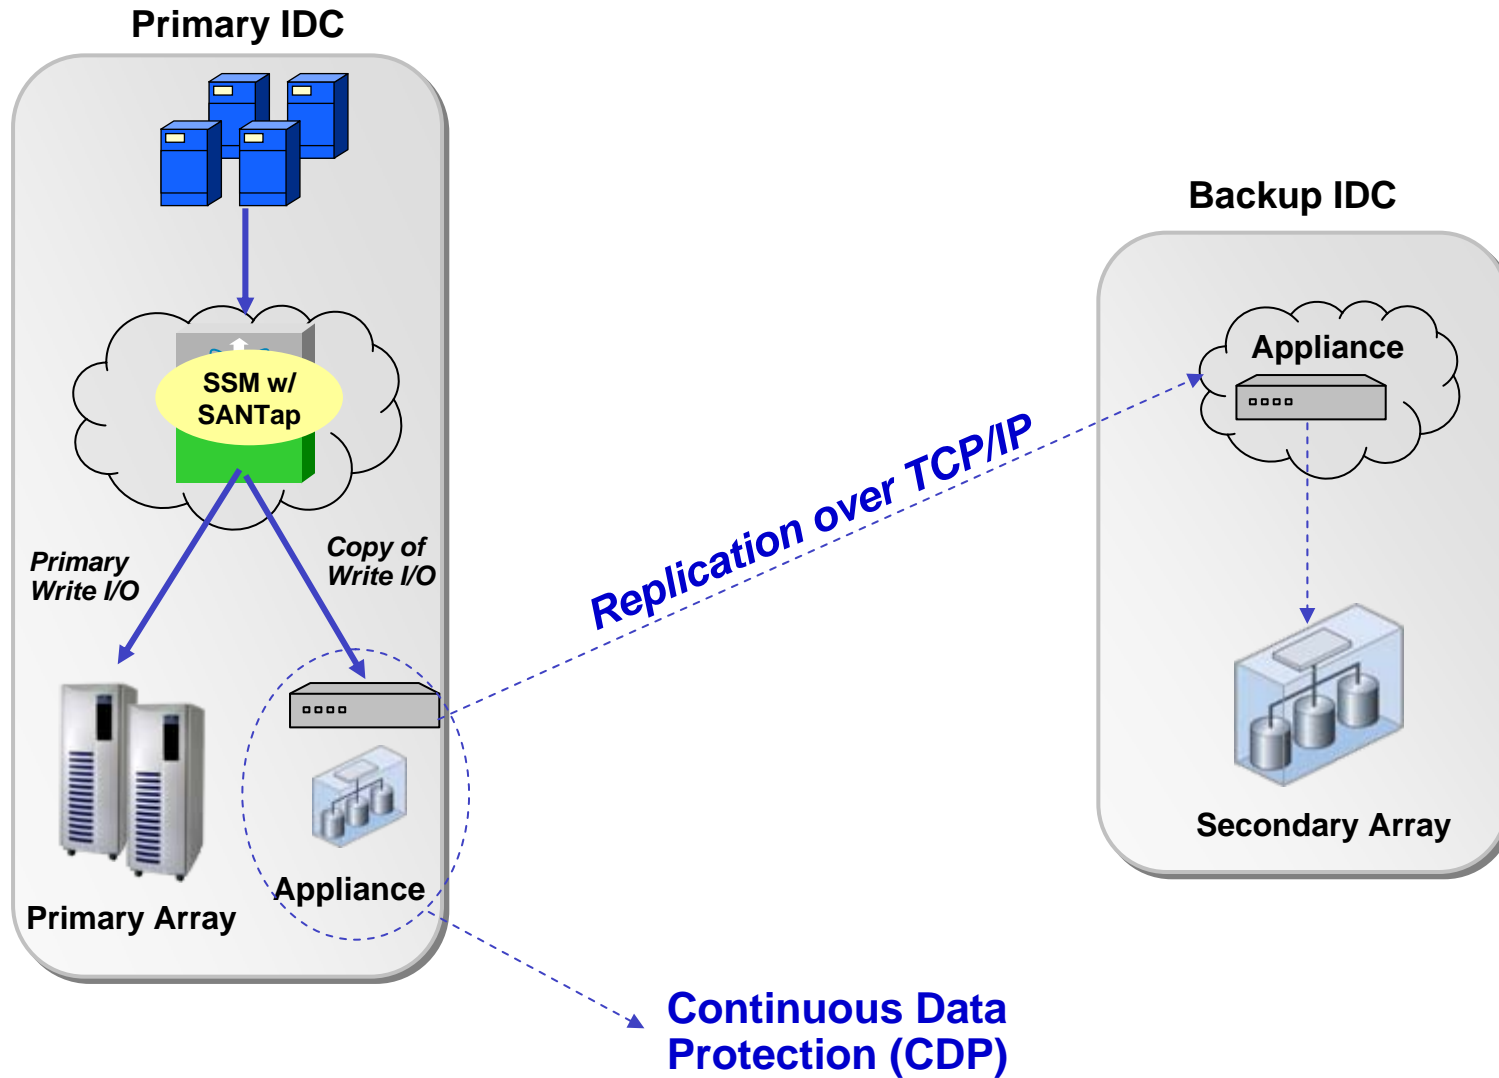 Primary IDC
Backup IDC
Appliance
SSM w/
SANTap
Replication over TCP/IP
Primary
Write I/O
Copy of
Write I/O
Secondary Array
Appliance
Primary Array
Continuous Data
Protection (CDP)